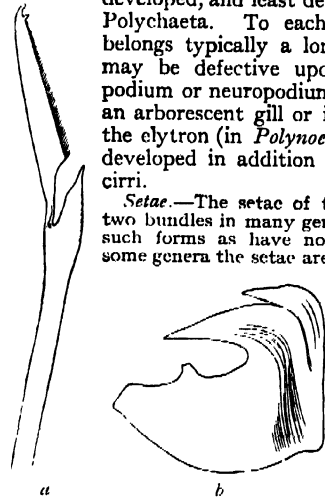 developed, and least de
Polychaeta. To each
belongs typically a lon
may be defective upo
podium or neuropodium
an arborescent gill or i
the elytron (in Polynoe
developed in addition
cirri.
Setae.—The setae of t
two bundles in many gen
such forms as have no
some genera the setae are
a
b